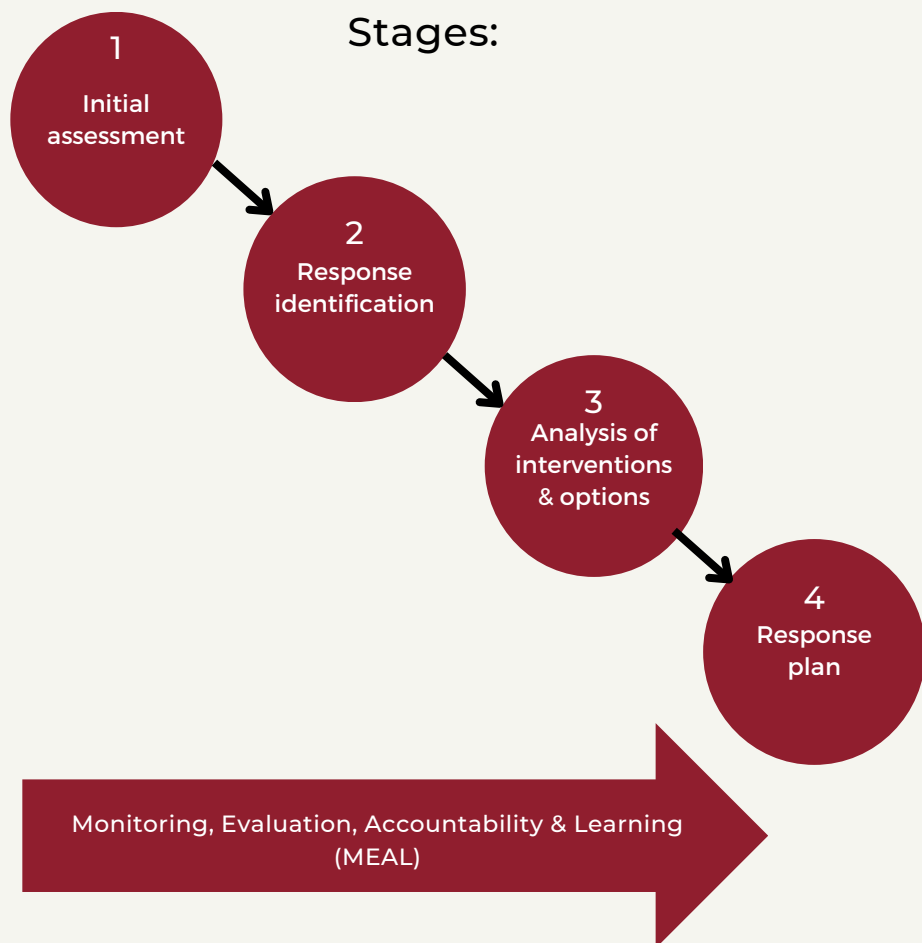 Stages:
1
Initial
assessment
2
Response
identification
3
Analysis of
interventions
& options
4
Response
plan
Monitoring, Evaluation, Accountability & Learning
(MEAL)